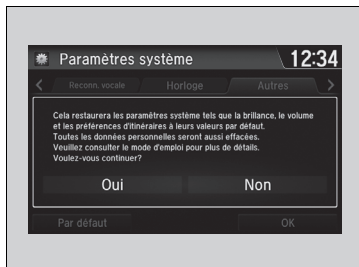 Paramètres système
12:34
Reconn. vocale
Horloge
Autres
Cela restaurera les paramètres système tels que la brillance, le volume
et les préférences d'itinéraires à leurs valeurs par défaut.
Toutes les données personnelles seront aussi effacées.
Veuillez consulter le mode d'emploi pour plus de détails.
Voulez-vous continuer?
Oui
Non
Par défaut
OK